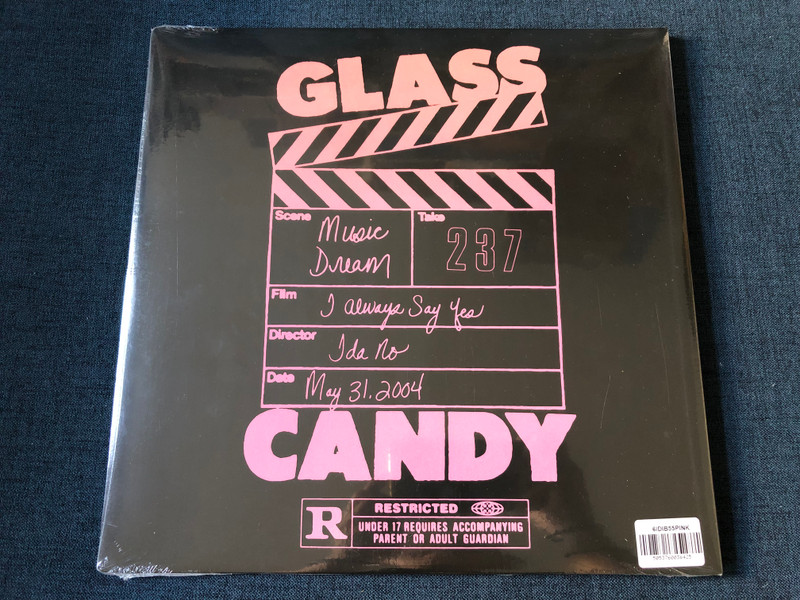 GLASS
Scene Music Dream
Take 237
Film I Always Say Yes
Director Ida No
Date May 31.2004
CANDY
R
RESTRICTED
UNDER 17 REQUIRES ACCOMPANYING
PARENT OR ADULT GUARDIAN
6IDIB55PINK